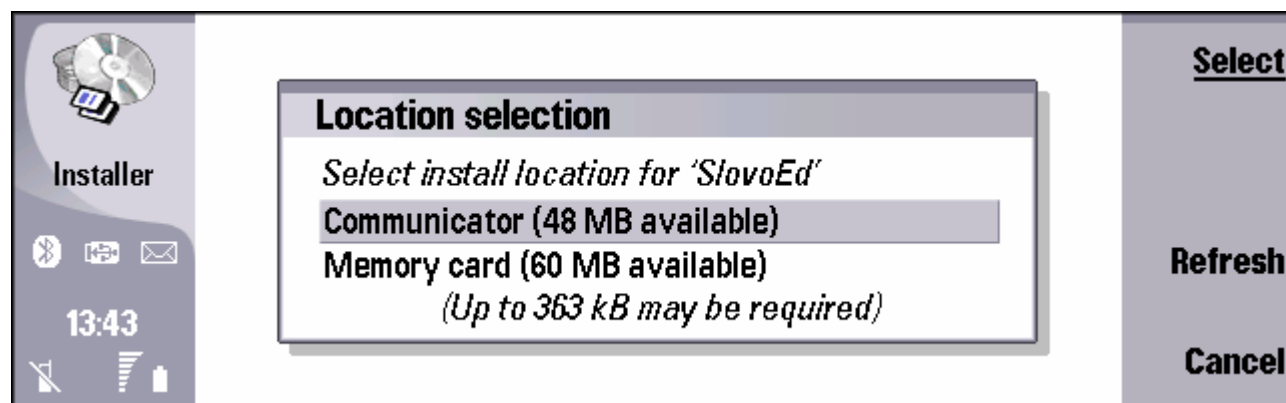 Installer
13:43
Location selection
Select install location for 'SlovoEd'
Communicator (48 MB available)
Memory card (60 MB available)
(Up to 363 kB may be required)
Select
Refresh
Cancel